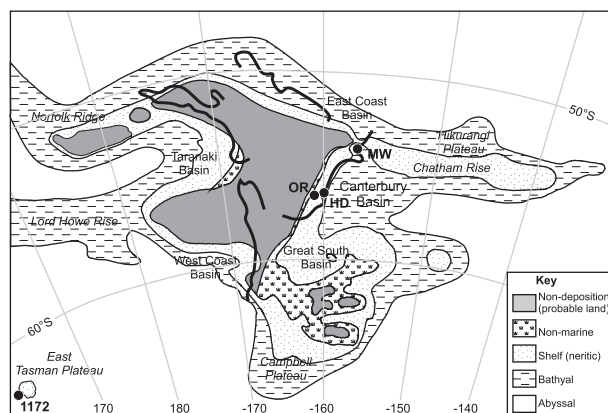 East Coast
Basin
50°S
Norfolk Ridge
Hikurangi
Plateau
MW
Chatham Rise
Taranaki
Basin
OR
Canterbury
Basin
HD
Lord Howe Rise
Great South
Basin
West Coast
Basin
60°S
Campbell
Plateau
East
Tasman Plateau
1172
170
180
-170
-160
-140
-150
Key
Non-deposition
(probable land)
Non-marine
Shelf (neritic)
Bathyal
Abyssal